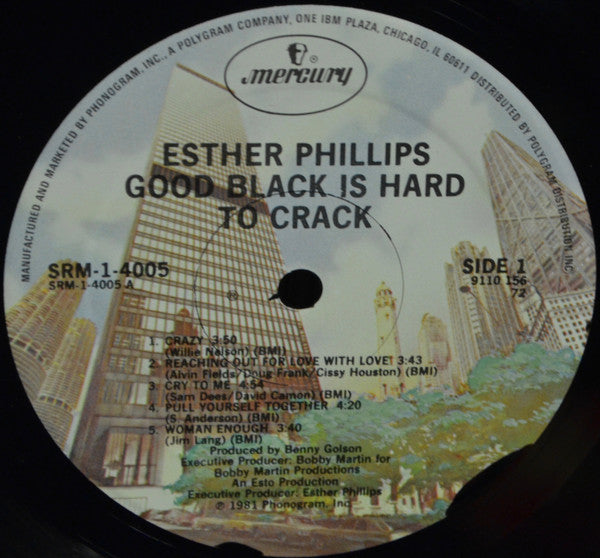 MANUFACTURED AND MARKETED BY PHONOGRAM, INC., A POLYGRAM COMPANY, ONE IBM PLAZA, CHICAGO, IL 60611 DISTRIBUTED BY POLYGRAM DISTRIBUTION INC
mercury ®
ESTHER PHILLIPS
GOOD BLACK IS HARD
TO CRACK
SRM-1-4005
SRM-1-4005 A
SIDE 1
9110 156
72
1. CRAZY 3:50
(Willie Nelson) (BMI)
2. REACHING OUT FOR LOVE WITH LOVE 3:43
(Alvin Fields/Doug Frank/Cissy Houston) (BMI)
3. CRY TO ME 4:54
(Sam Dees/David Camon) (BMI)
4. PULL YOURSELF TOGETHER 4:20
(S. Anderson) (BMI)
5. WOMAN ENOUGH 3:40
(Jim Lang) (BMI)
Produced by Benny Golson
Executive Producer: Bobby Martin for
Bobby Martin Productions
An Esto Production
Executive Producer: Esther Phillips
℗ 1981 Phonogram, Inc.